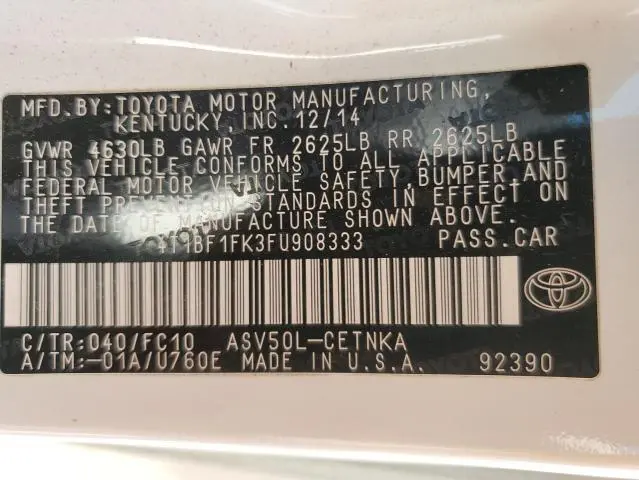 MFD.BY:TOYOTA MOTOR MANUFACTURING,
KENTUCKY,INC.12/14
GVWR 4630LB GAWR FR 2625LB RR 2625LB
THIS VEHICLE CONFORMS TO ALL APPLICABLE
FEDERAL MOTOR VEHICLE SAFETY,BUMPER,AND
THEFT PREVENTION STANDARDS IN EFFECT ON
THE DATE OF MANUFACTURE SHOWN ABOVE.
4T1BF1FK3FU908333 PASS.CAR
C/TR:040/FC10 ASV50L-CETNKA
A/TM:-01A/U760E MADE IN U.S.A. 92390